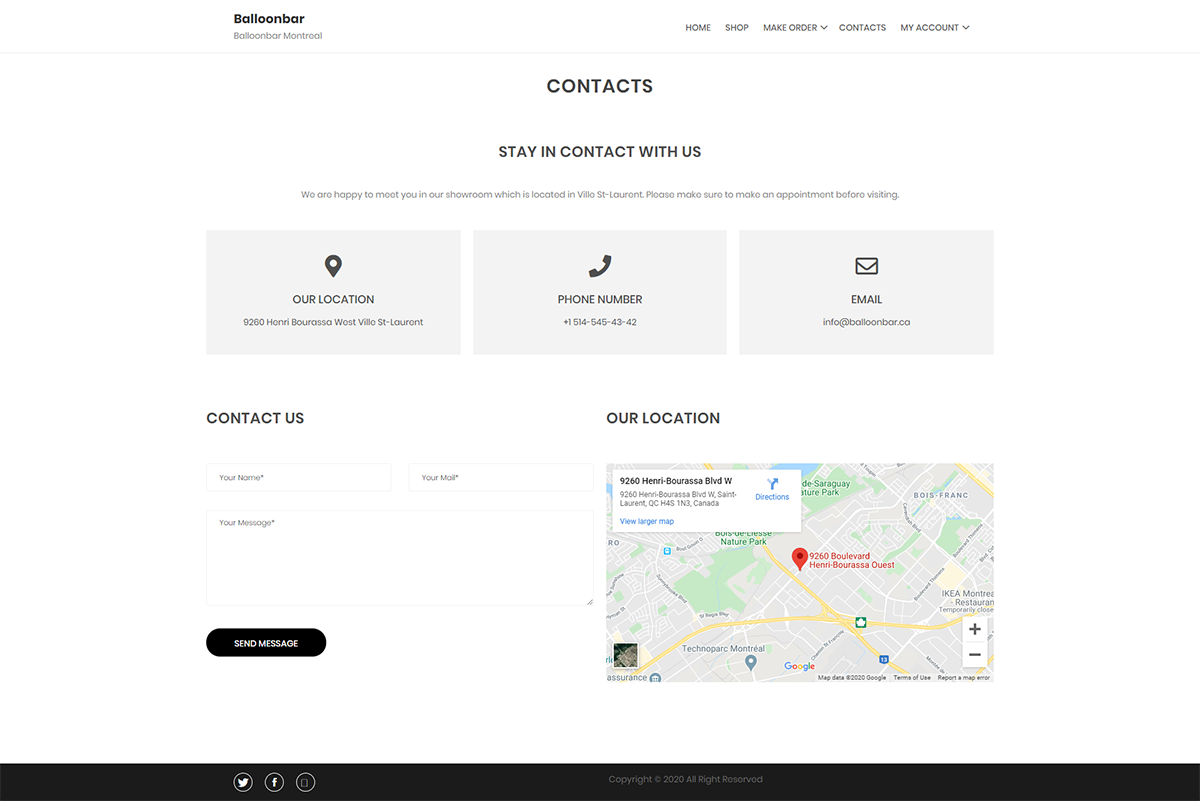 Balloonbar
Balloonbar Montreal
HOME SHOP MAKE ORDER CONTACTS MY ACCOUNT
CONTACTS
STAY IN CONTACT WITH US
We are happy to meet you in our showroom which is located in Ville St-Laurent. Please make sure to make an appointment before visiting.
OUR LOCATION
9260 Henri Bourassa West Ville St-Laurent
PHONE NUMBER
+1 514-545-43-42
EMAIL
info@balloonbar.ca
CONTACT US
Your Name*
Your Mail*
Your Message*
SEND MESSAGE
OUR LOCATION
9260 Henri-Bourassa Blvd W
9260 Henri-Bourassa Blvd W, Saint-
Laurent, QC H4S 1N3, Canada
Directions
View larger map
de-Saraguay
ature Park
BOIS-FRANC
Bois-de-Liesse
Nature Park
9260 Boulevard
Henri-Bourassa Ouest
IKEA Montrea
- Restauran
Temporarily close
Technoparc Montréal
13
assurance
Google
Map data ©2020 Google Terms of Use Report a map error
Copyright © 2020 All Right Reserved